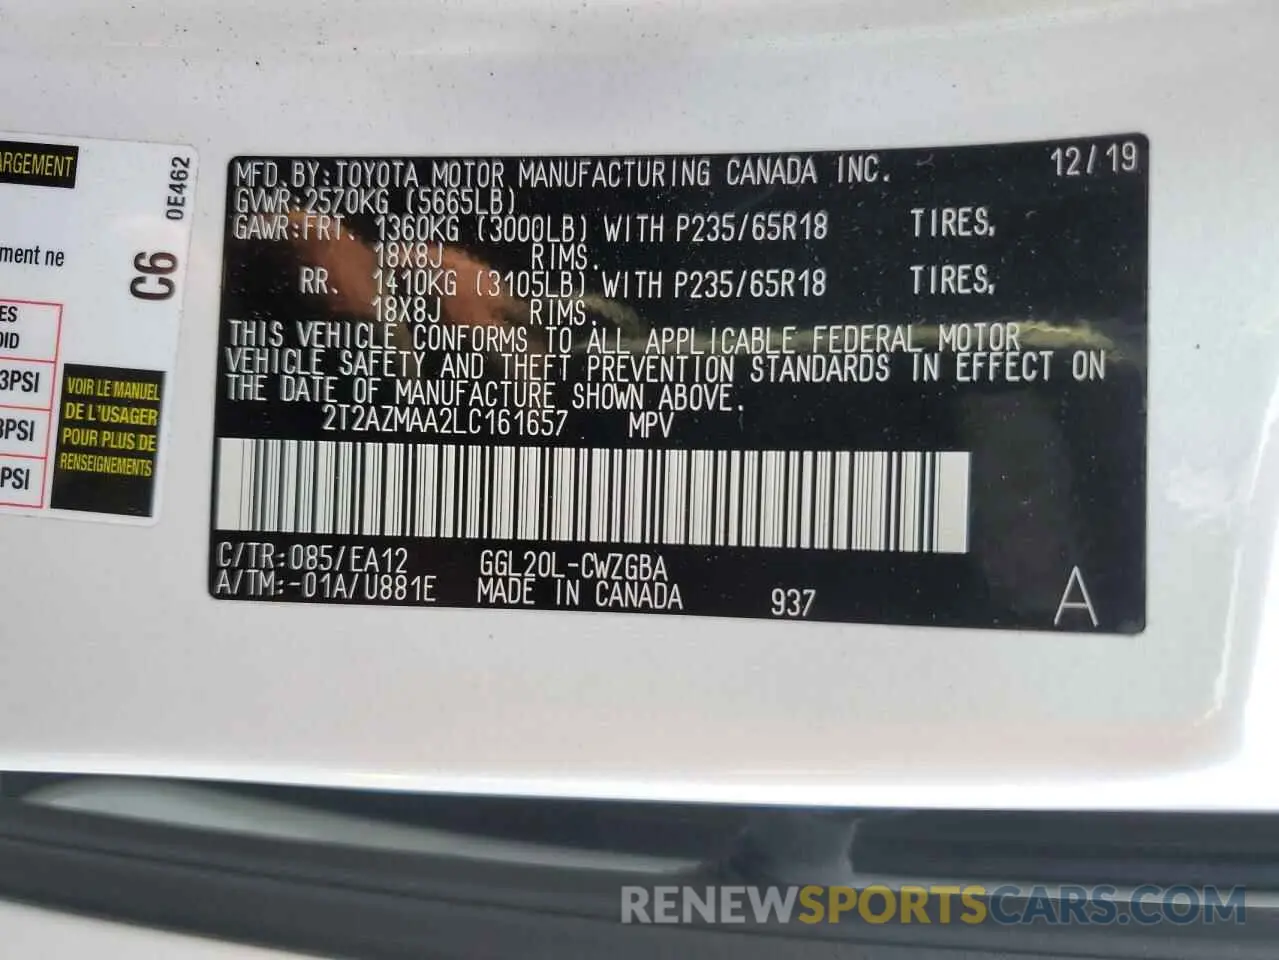 ARGEMENT
0E462
ment ne
C6
ES
OID
3PSI
3PSI
PSI
VOIR LE MANUEL
DE L'USAGER
POUR PLUS DE
RENSEIGNEMENTS
MFD. BY: TOYOTA MOTOR MANUFACTURING CANADA INC. 12/19
GVWR: 2570KG (5665LB)
GAWR: FRT. 1360KG (3000LB) WITH P235/65R18 TIRES,
18X8J RIMS.
RR. 1410KG (3105LB) WITH P235/65R18 TIRES,
18X8J RIMS.
THIS VEHICLE CONFORMS TO ALL APPLICABLE FEDERAL MOTOR
VEHICLE SAFETY AND THEFT PREVENTION STANDARDS IN EFFECT ON
THE DATE OF MANUFACTURE SHOWN ABOVE.
2T2AZMAA2LC161657 MPV
C/TR: 085/EA12 GGL20L-CWZGBA
A/TM: -01A/U881E MADE IN CANADA 937 A
RENEWSPORTSCARS.COM